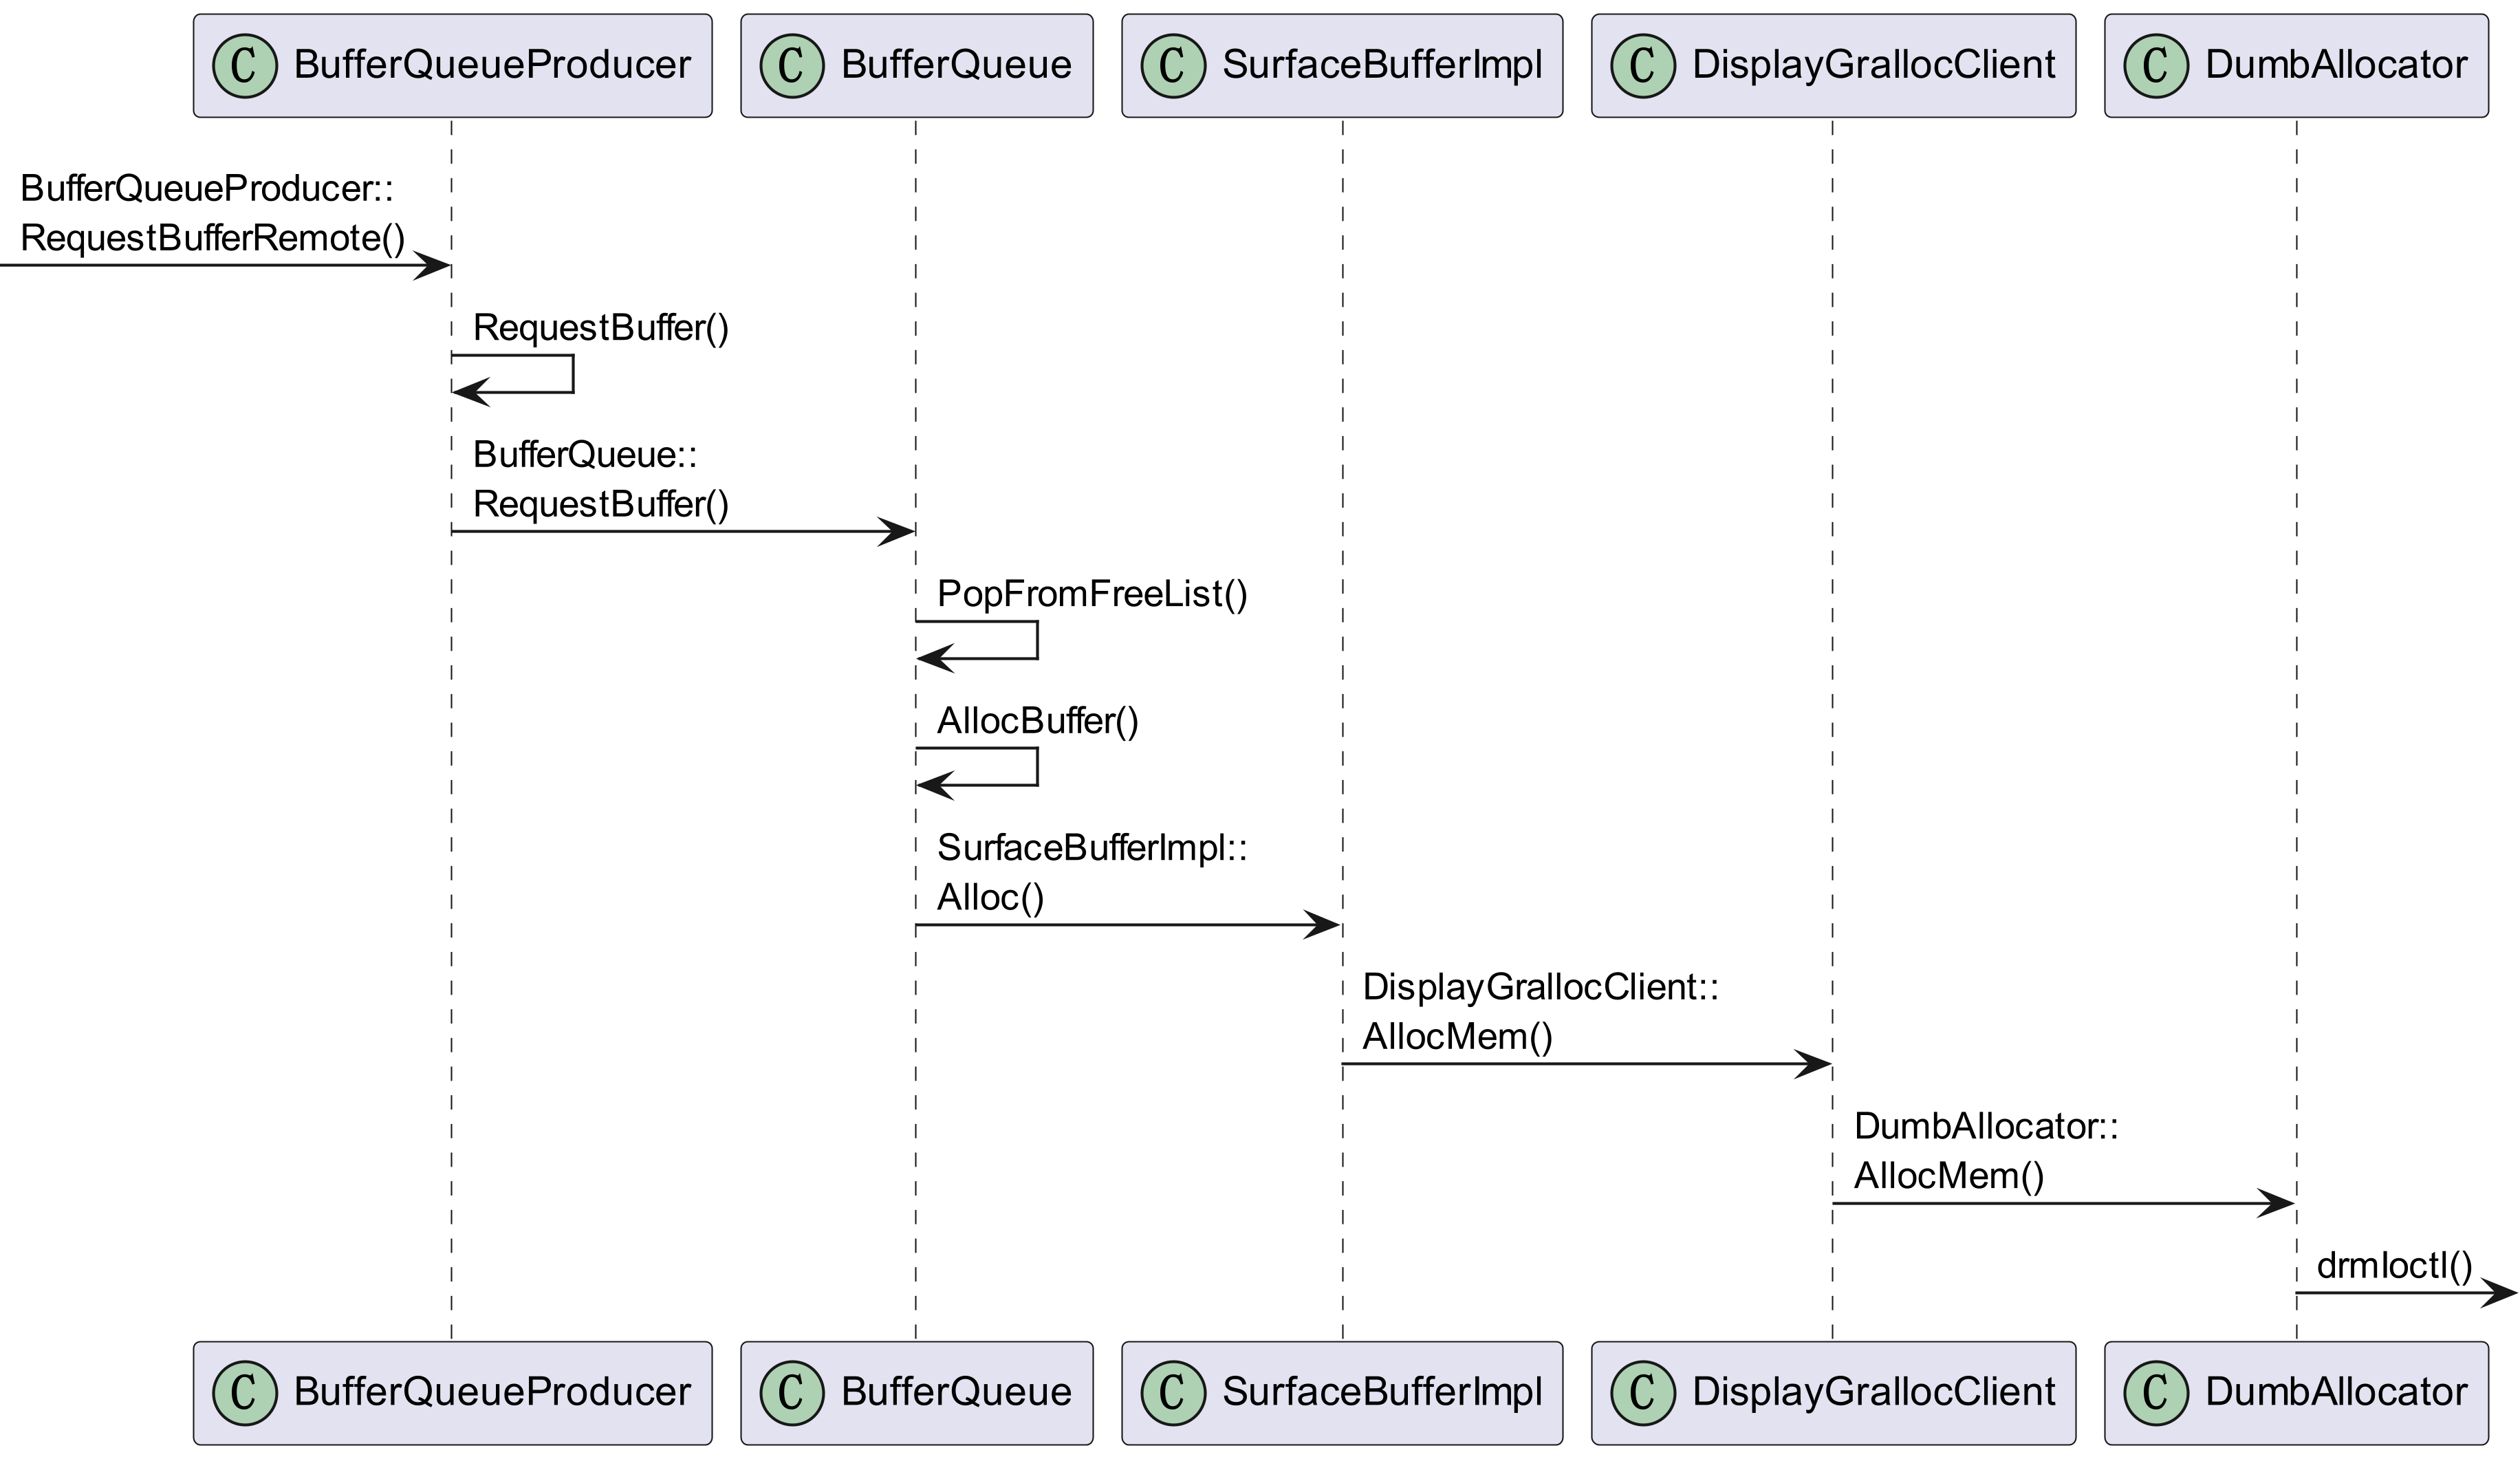 C BufferQueueProducer
C BufferQueue
C SurfaceBufferImpl
C DisplayGrallocClient
C DumbAllocator
BufferQueueProducer::
RequestBufferRemote()
RequestBuffer()
BufferQueue::
RequestBuffer()
PopFromFreeList()
AllocBuffer()
SurfaceBufferImpl::
Alloc()
DisplayGrallocClient::
AllocMem()
DumbAllocator::
AllocMem()
drmIoctl()
C BufferQueueProducer
C BufferQueue
C SurfaceBufferImpl
C DisplayGrallocClient
C DumbAllocator